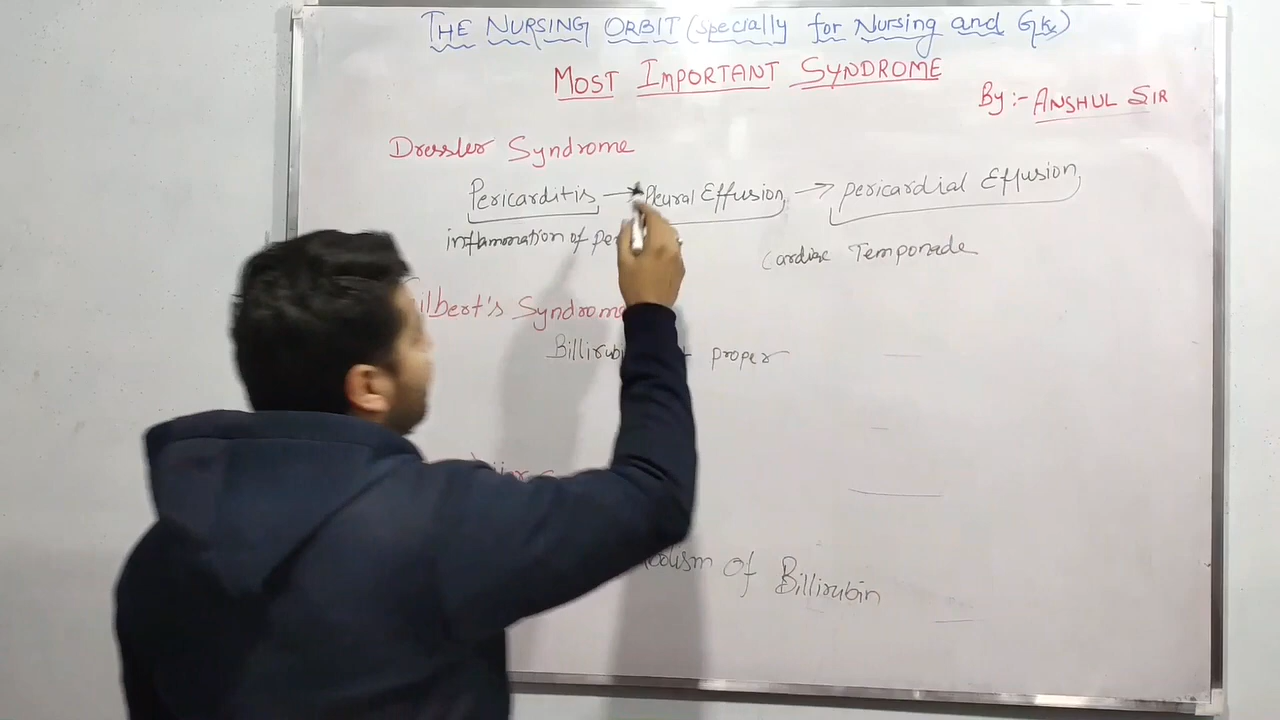 THE NURSING ORBIT (specially for Nursing and Gk)
MOST IMPORTANT SYNDROME
By :- ANSHUL SIR
Dressler Syndrome
Pericarditis → Pleural Effusion → pericardial Effusion
inflammation of
Cardiac Temponade
Syndrome
proper
Of Billirubin